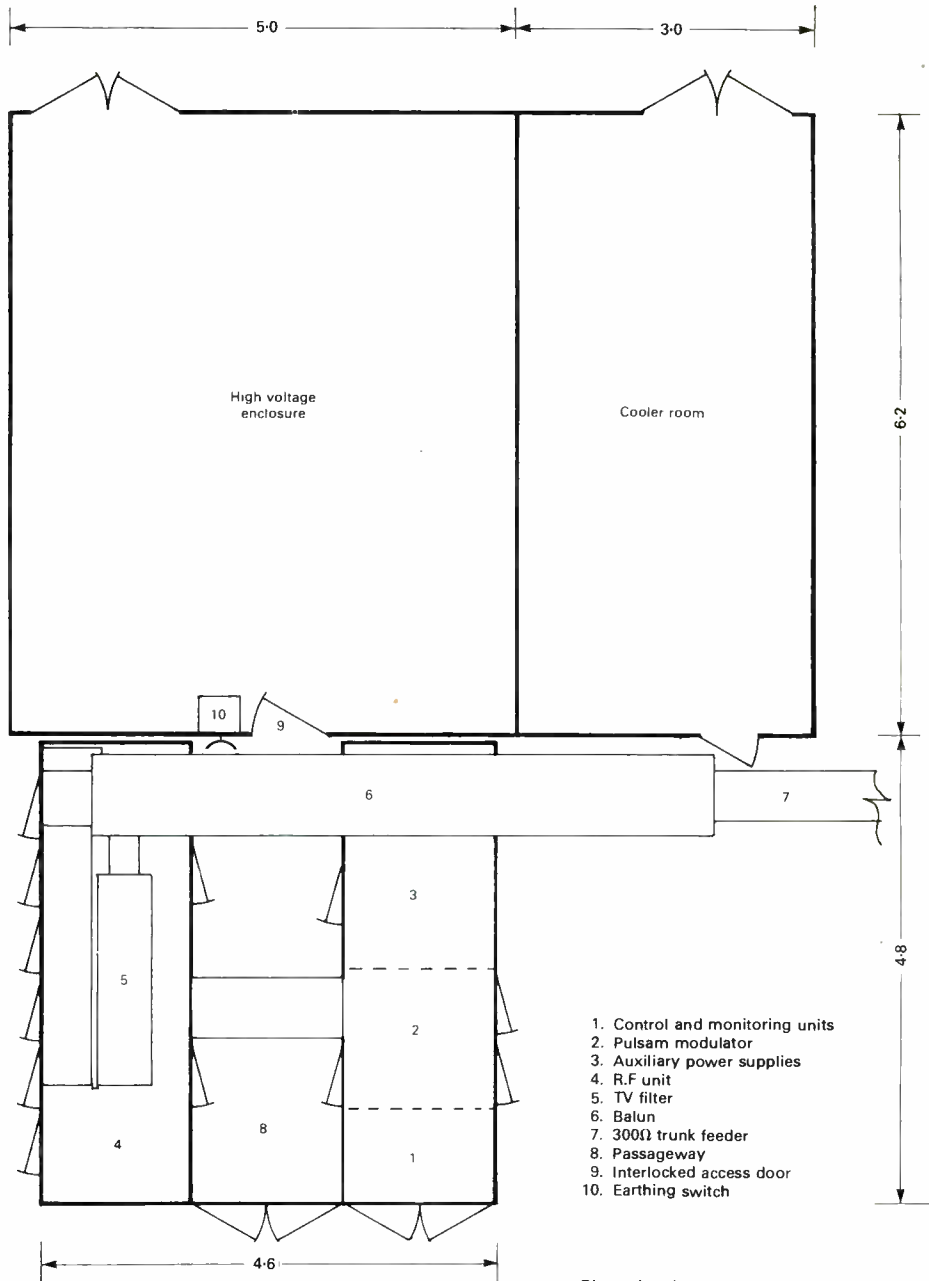 5·0
3·0
High voltage
enclosure
Cooler room
6·2
10
9
6
7
3
5
2
4·8
4
8
1
1. Control and monitoring units
2. Pulsam modulator
3. Auxiliary power supplies
4. R.F unit
5. TV filter
6. Balun
7. 300Ω trunk feeder
8. Passageway
9. Interlocked access door
10. Earthing switch
4·6